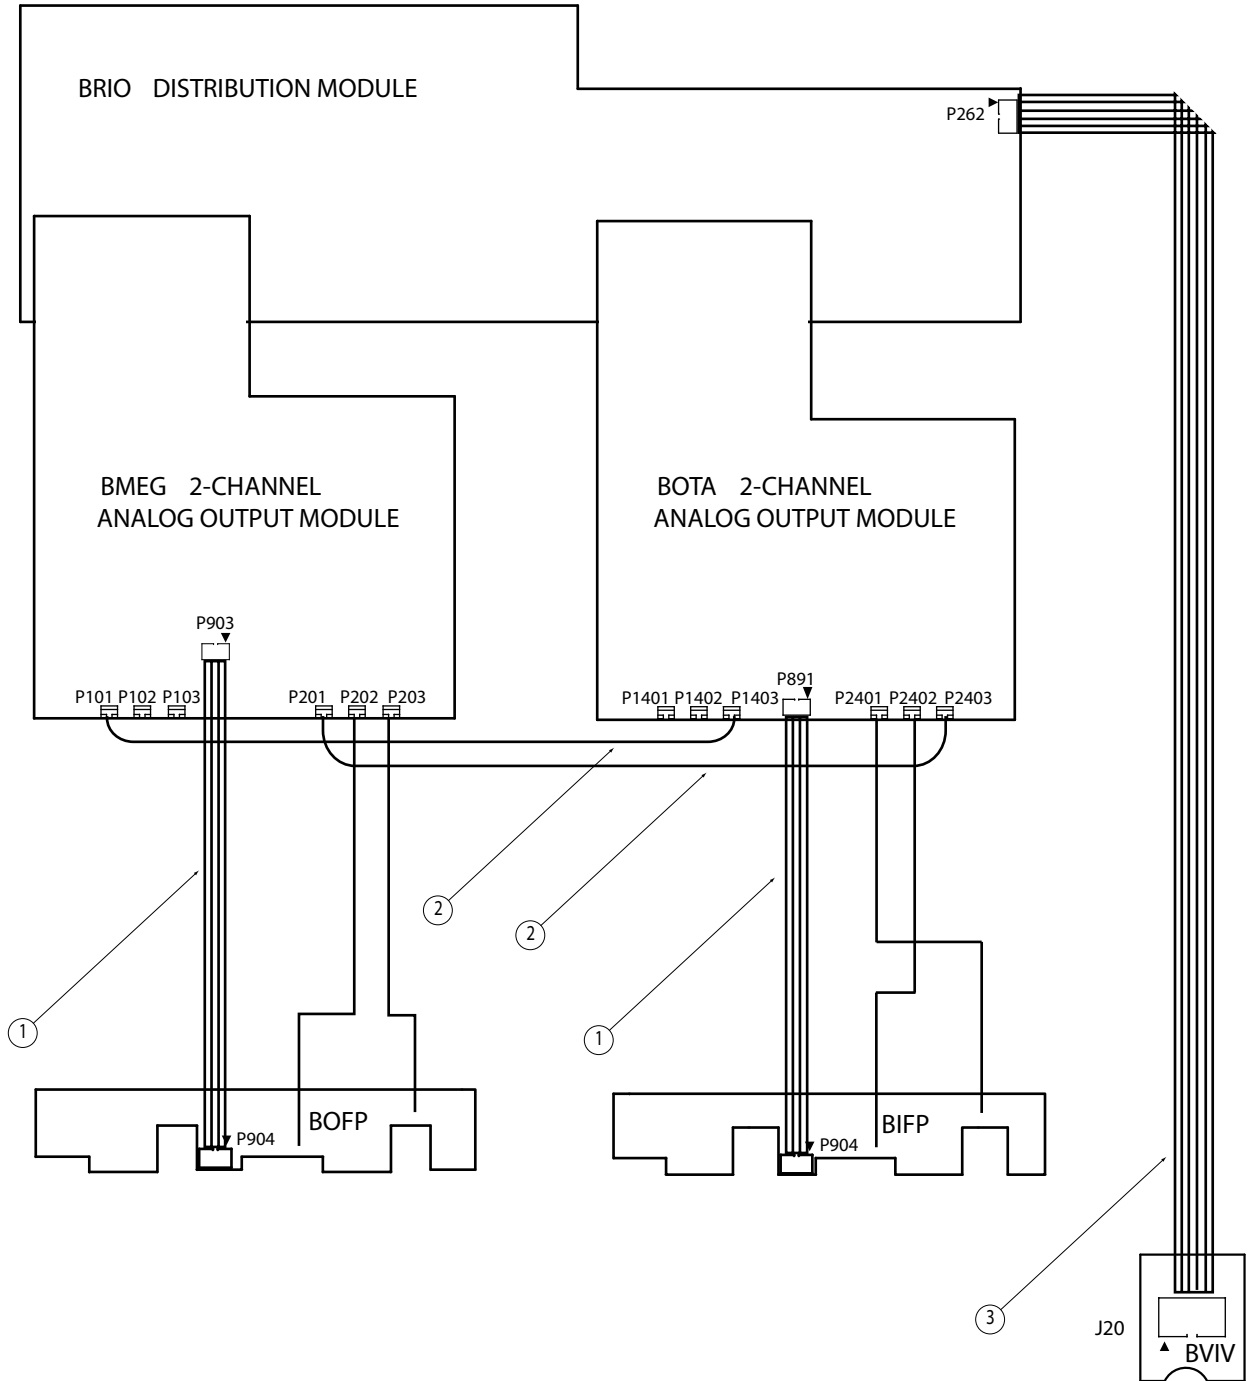 BRIO DISTRIBUTION MODULE
P262
BMEG 2-CHANNEL
ANALOG OUTPUT MODULE
BOTA 2-CHANNEL
ANALOG OUTPUT MODULE
P903
P101 P102 P103 P201 P202 P203
P891
P1401 P1402 P1403 P2401 P2402 P2403
2
2
1
1
BOFP
P904
BIFP
P904
3
J20
BVIV